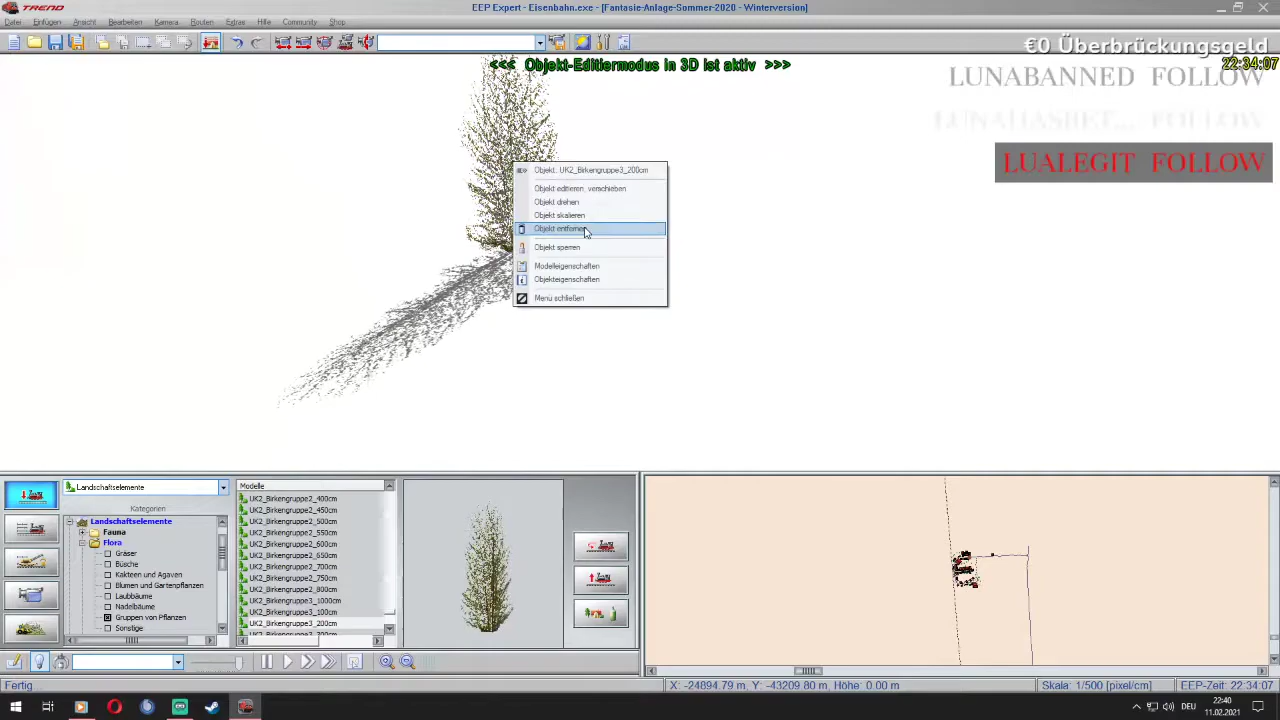 TREND
EEP Expert - Eisenbahn.exe - [Fantasie-Anlage-Sommer-2020 - Winterversion]
Datei Einfügen Ansicht Bearbeiten Kamera Routen Extras Hilfe Community Shop
€0 Überbrückungsgeld
<<< Objekt-Editiermodus in 3D ist aktiv >>>
22:34:07
LUNABANNED FOLLOW
FOLLOW
LUALEGIT FOLLOW
Objekt: UK2_Birkengruppe3_200cm
Objekt editieren, verschieben
Objekt drehen
Objekt skalieren
Objekt entfernen
Objekt sperren
Modelleigenschaften
Objekteigenschaften
Menü schließen
Landschaftselemente
Kategorien
Landschaftselemente
Fauna
Flora
Gräser
Büsche
Kakteen und Agaven
Blumen und Gartenpflanzen
Laubbäume
Nadelbäume
Gruppen von Pflanzen
Sonstige
Modelle
UK2_Birkengruppe2_400cm
UK2_Birkengruppe2_450cm
UK2_Birkengruppe2_500cm
UK2_Birkengruppe2_550cm
UK2_Birkengruppe2_600cm
UK2_Birkengruppe2_650cm
UK2_Birkengruppe2_700cm
UK2_Birkengruppe2_750cm
UK2_Birkengruppe2_800cm
UK2_Birkengruppe3_1000cm
UK2_Birkengruppe3_100cm
UK2_Birkengruppe3_200cm
UK2_Birkengruppe3_300cm
Fertig...
X: -24894.79 m, Y: -43209.80 m, Höhe: 0.00 m
Skala: 1/500 [pixel/cm]
EEP-Zeit: 22:34:07
DEU
22:40
11.02.2021